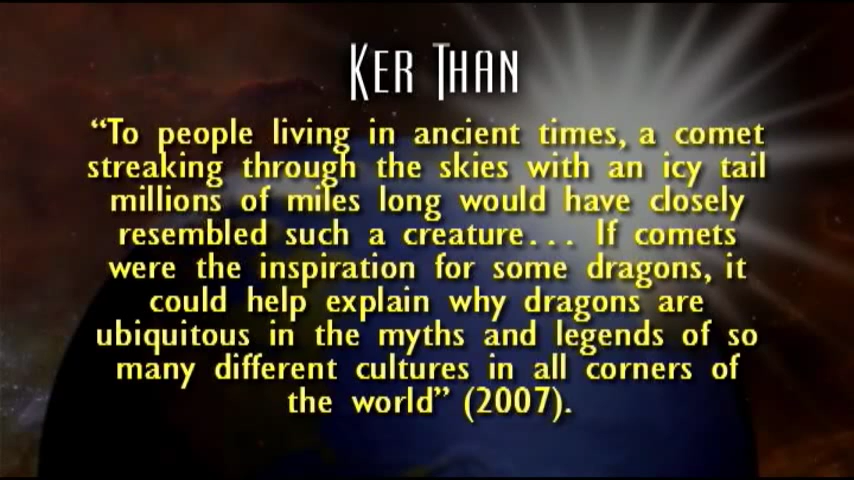 Ker Than
“To people living in ancient times, a comet
streaking through the skies with an icy tail
millions of miles long would have closely
resembled such a creature... If comets
were the inspiration for some dragons, it
could help explain why dragons are
ubiquitous in the myths and legends of so
many different cultures in all corners of
the world” (2007).